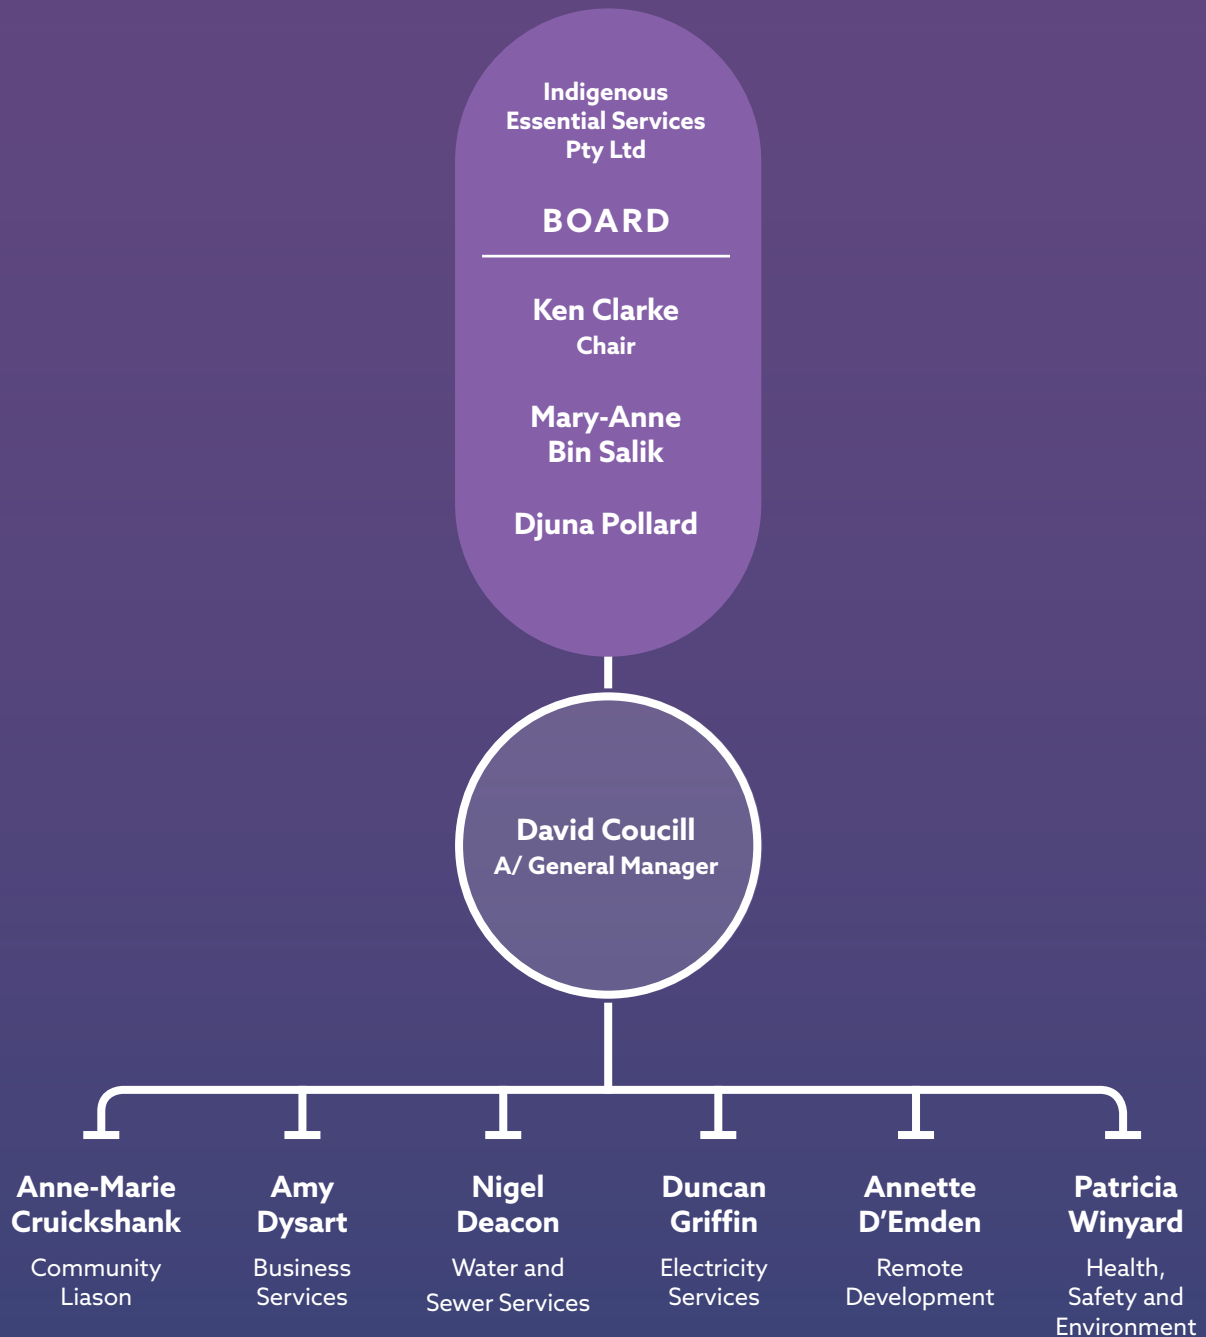 Indigenous
Essential Services
Pty Ltd
BOARD
Ken Clarke
Chair
Mary-Anne
Bin Salik
Djuna Pollard
David Coucill
A/ General Manager
Anne-Marie
Cruickshank
Community
Liason
Amy
Dysart
Business
Services
Nigel
Deacon
Water and
Sewer Services
Duncan
Griffin
Electricity
Services
Annette
D’Emden
Remote
Development
Patricia
Winyard
Health,
Safety and
Environment